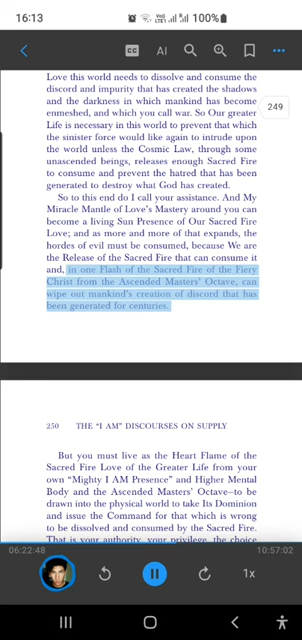 16:13
100%
CC
AI
249
Love this world needs to dissolve and consume the
discord and impurity that has created the shadows
and the darkness in which mankind has become
enmeshed, and which you call war. So Our greater
Life is necessary in this world to prevent that which
the sinister force would like again to intrude upon
the world unless the Cosmic Law, through some
unascended beings, releases enough Sacred Fire
to consume and prevent the hatred that has been
generated to destroy what God has created.
So to this end do I call your assistance. And My
Miracle Mantle of Love's Mastery around you can
become a living Sun Presence of Our Sacred Fire
Love; and as more and more of that expands, the
hordes of evil must be consumed, because We are
the Release of the Sacred Fire that can consume it
and, in one Flash of the Sacred Fire of the Fiery
Christ from the Ascended Masters' Octave, can
wipe out mankind's creation of discord that has
been generated for centuries.
250 THE "I AM" DISCOURSES ON SUPPLY
But you must live as the Heart Flame of the
Sacred Fire Love of the Greater Life from your
own "Mighty I AM Presence" and Higher Mental
Body and the Ascended Masters' Octave–to be
drawn into the physical world to take Its Dominion
and issue the Command for that which is wrong
to be dissolved and consumed by the Sacred Fire.
That is your authority, your privilege, the choice
06:22:48
10:57:02
1x